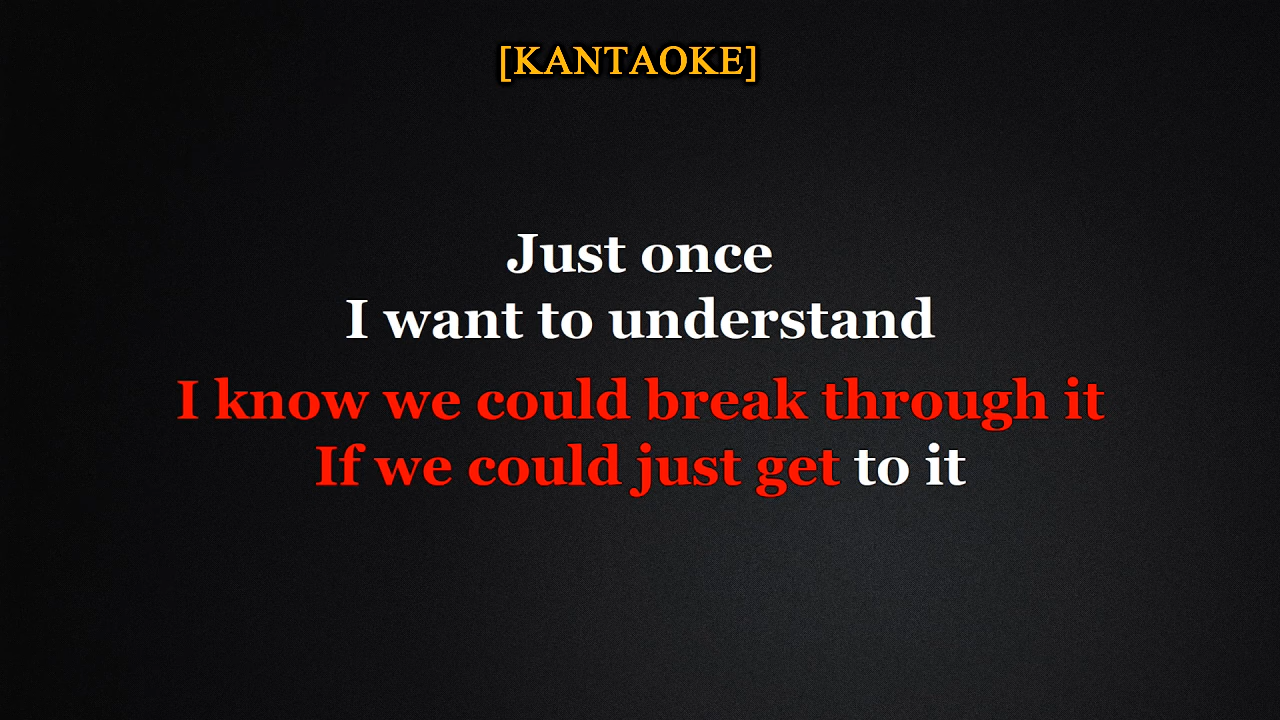 [KANTAOKE]
Just once
I want to understand
I know we could break through it
If we could just get to it